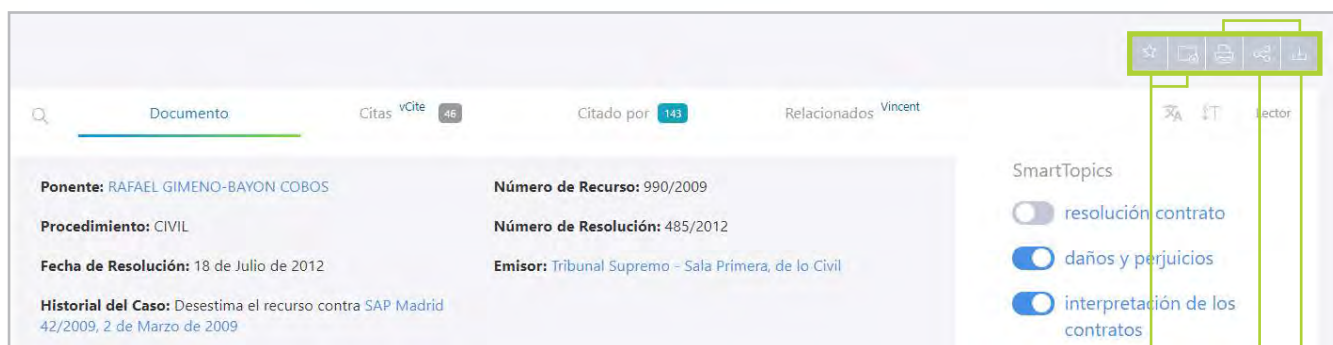 Documento
Citas vCite 46
Citado por 143
Relacionados Vincent
Lector
Ponente: RAFAEL GIMENO-BAYON COBOS
Procedimiento: CIVIL
Fecha de Resolución: 18 de Julio de 2012
Historial del Caso: Desestima el recurso contra SAP Madrid
42/2009, 2 de Marzo de 2009
Número de Recurso: 990/2009
Número de Resolución: 485/2012
Emisor: Tribunal Supremo - Sala Primera, de lo Civil
SmartTopics
resolución contrato
daños y perjuicios
interpretación de los
contratos